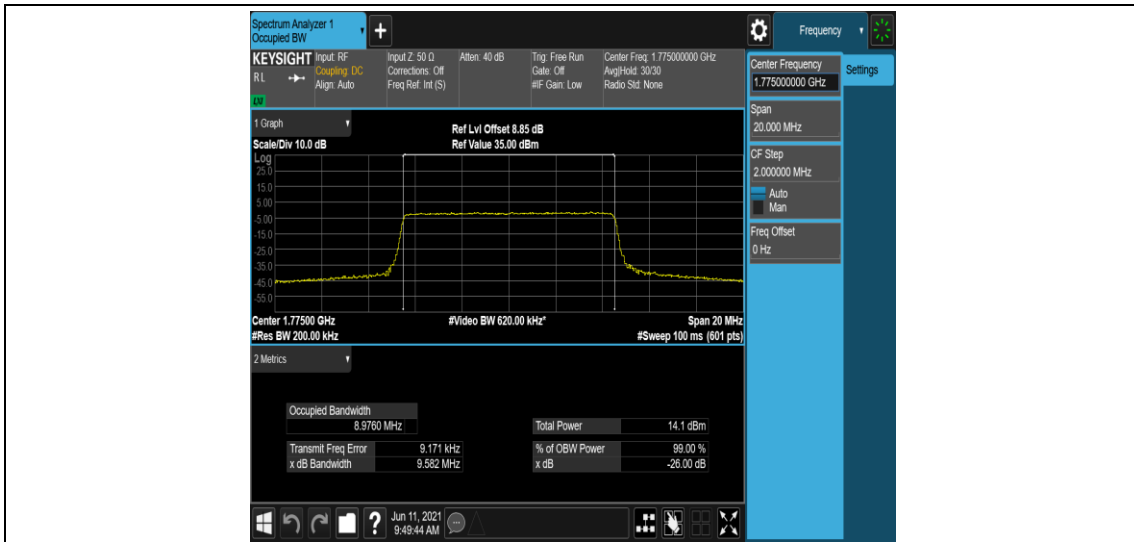 Spectrum Analyzer 1
Occupied BW
+
Frequency
KEYSIGHT
RL
LXI
Input: RF
Coupling: DC
Align: Auto
Input Z: 50 Ω
Corrections: Off
Freq Ref: Int (S)
Atten: 40 dB
Trig: Free Run
Gate: Off
#IF Gain: Low
Center Freq: 1.775000000 GHz
Avg|Hold: 30/30
Radio Std: None
Center Frequency
1.775000000 GHz
Settings
Span
20.000 MHz
CF Step
2.000000 MHz
Auto
Man
Freq Offset
0 Hz
1 Graph
Scale/Div 10.0 dB
Ref Lvl Offset 8.85 dB
Ref Value 35.00 dBm
Log
25.0
15.0
5.00
-5.00
-15.0
-25.0
-35.0
-45.0
-55.0
Center 1.77500 GHz
#Video BW 620.00 kHz*
Span 20 MHz
#Res BW 200.00 kHz
#Sweep 100 ms (601 pts)
2 Metrics
Occupied Bandwidth
8.9760 MHz
Total Power 14.1 dBm
Transmit Freq Error 9.171 kHz
% of OBW Power 99.00 %
x dB Bandwidth 9.582 MHz
x dB -26.00 dB
?
Jun 11, 2021
9:49:44 AM